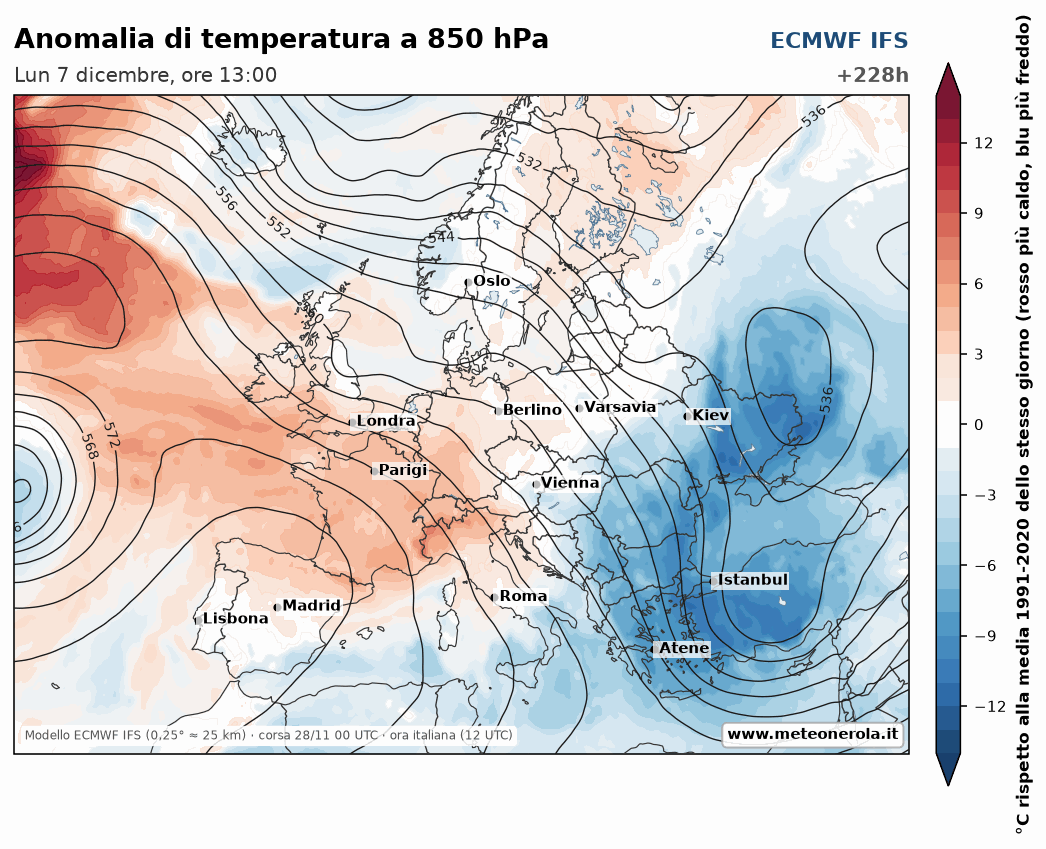 Anomalia di temperatura a 850 hPa
ECMWF IFS
Lun 7 dicembre, ore 13:00
+228h
536
532
556
552
544
Oslo
536
572
568
Berlino
Varsavia
Kiev
Londra
Parigi
Vienna
Istanbul
Roma
Madrid
Lisbona
Atene
Modello ECMWF IFS (0,25° ≈ 25 km) · corsa 28/11 00 UTC · ora italiana (12 UTC)
www.meteonerola.it
12
9
6
3
0
−3
−6
−9
−12
°C rispetto alla media 1991-2020 dello stesso giorno (rosso più caldo, blu più freddo)